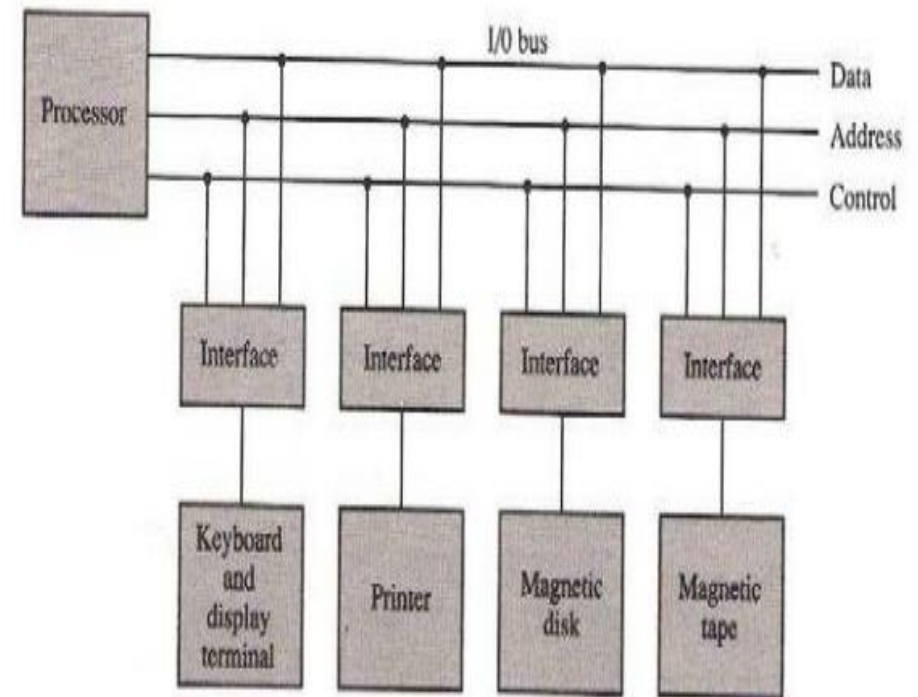 I/0 bus
Data
Processor
Address
Control
Interface
Interface
Interface
Interface
Keyboard
and
display
terminal
Printer
Magnetic
disk
Magnetic
tape